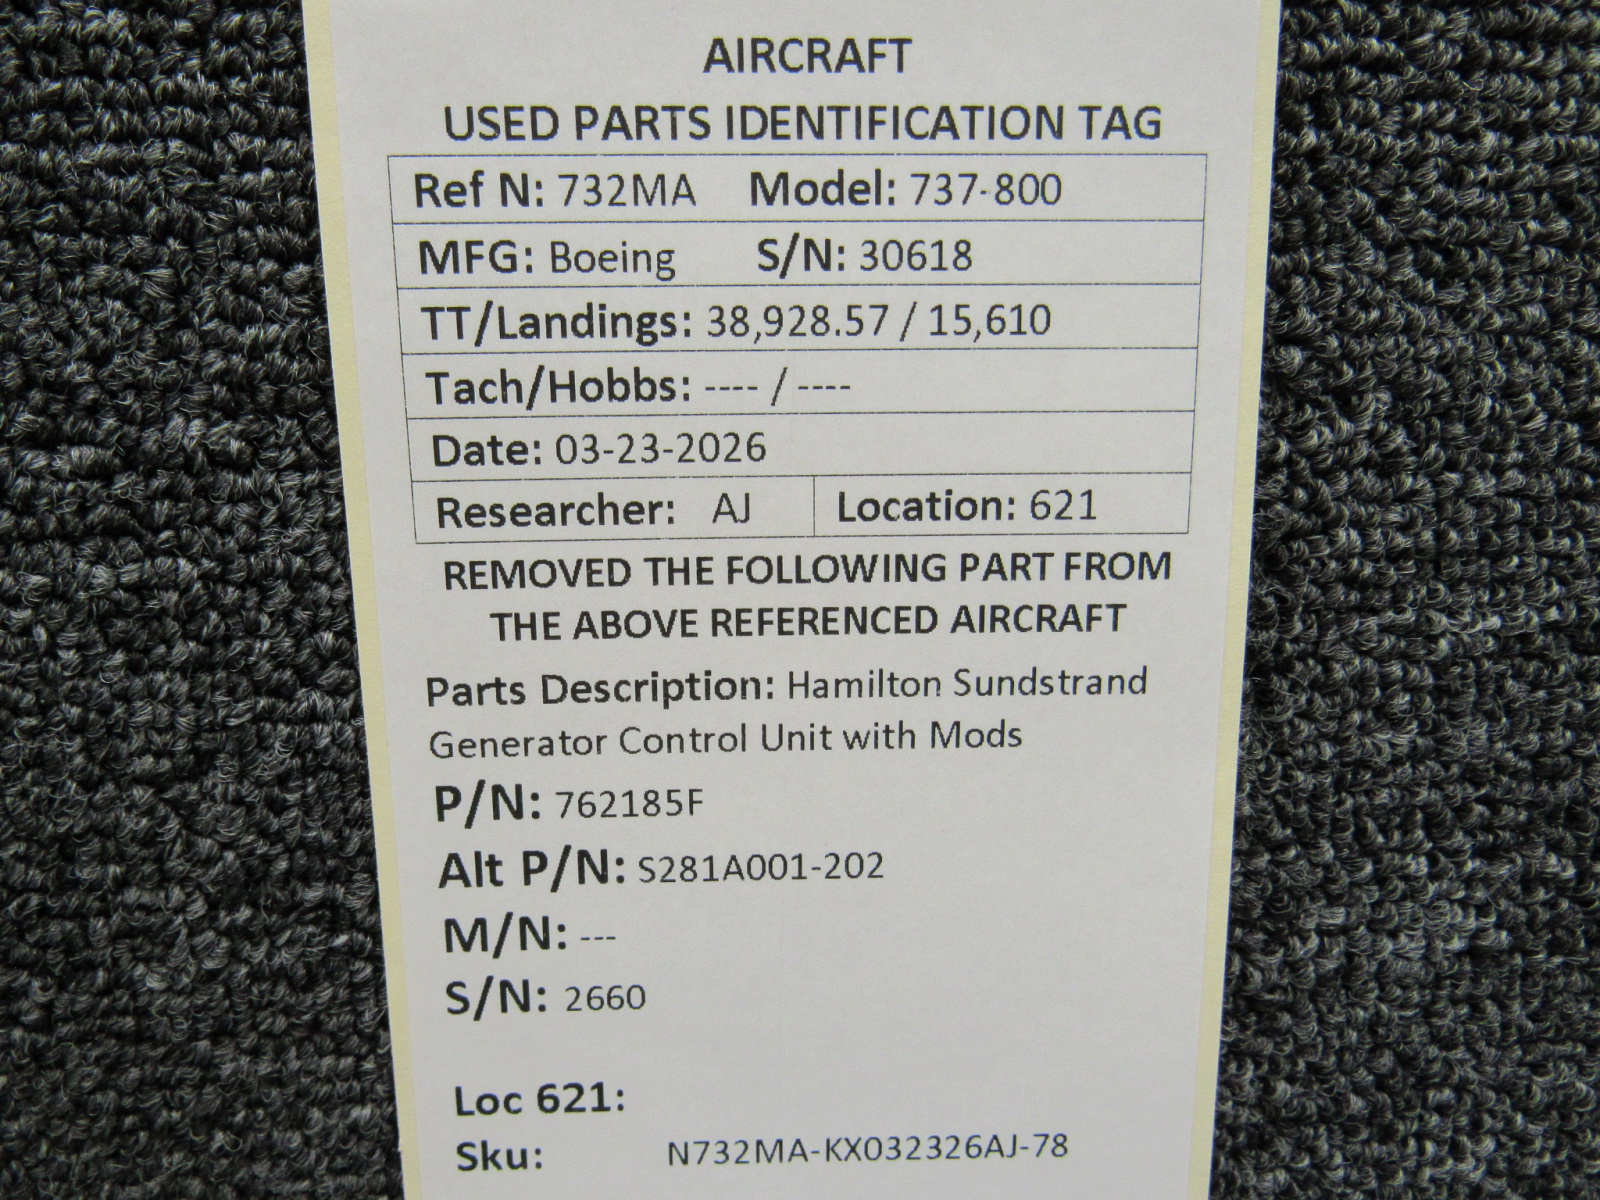 AIRCRAFT
USED PARTS IDENTIFICATION TAG
Ref N: 732MA Model: 737-800
MFG: Boeing S/N: 30618
TT/Landings: 38,928.57 / 15,610
Tach/Hobbs: ---- / ----
Date: 03-23-2026
Researcher: AJ Location: 621
REMOVED THE FOLLOWING PART FROM
THE ABOVE REFERENCED AIRCRAFT
Parts Description: Hamilton Sundstrand
Generator Control Unit with Mods
P/N: 762185F
Alt P/N: S281A001-202
M/N: ---
S/N: 2660
Loc 621:
Sku: N732MA-KX032326AJ-78